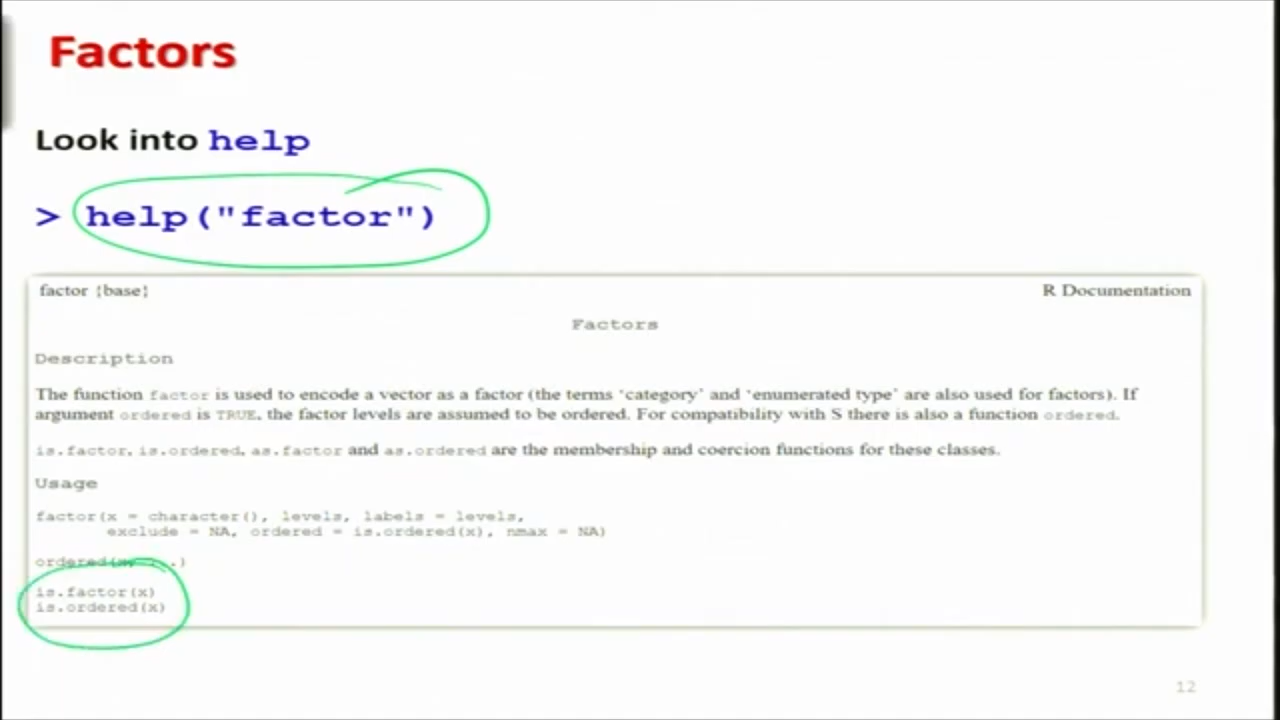 Factors
Look into help
> help("factor")
factor {base}
R Documentation
Factors
Description
The function factor is used to encode a vector as a factor (the terms ‘category’ and ‘enumerated type’ are also used for factors). If
argument ordered is TRUE, the factor levels are assumed to be ordered. For compatibility with S there is also a function ordered.
is.factor, is.ordered, as.factor and as.ordered are the membership and coercion functions for these classes.
Usage
factor(x = character(), levels, labels = levels,
exclude = NA, ordered = is.ordered(x), nmax = NA)
ordered(x, ...)
is.factor(x)
is.ordered(x)
12